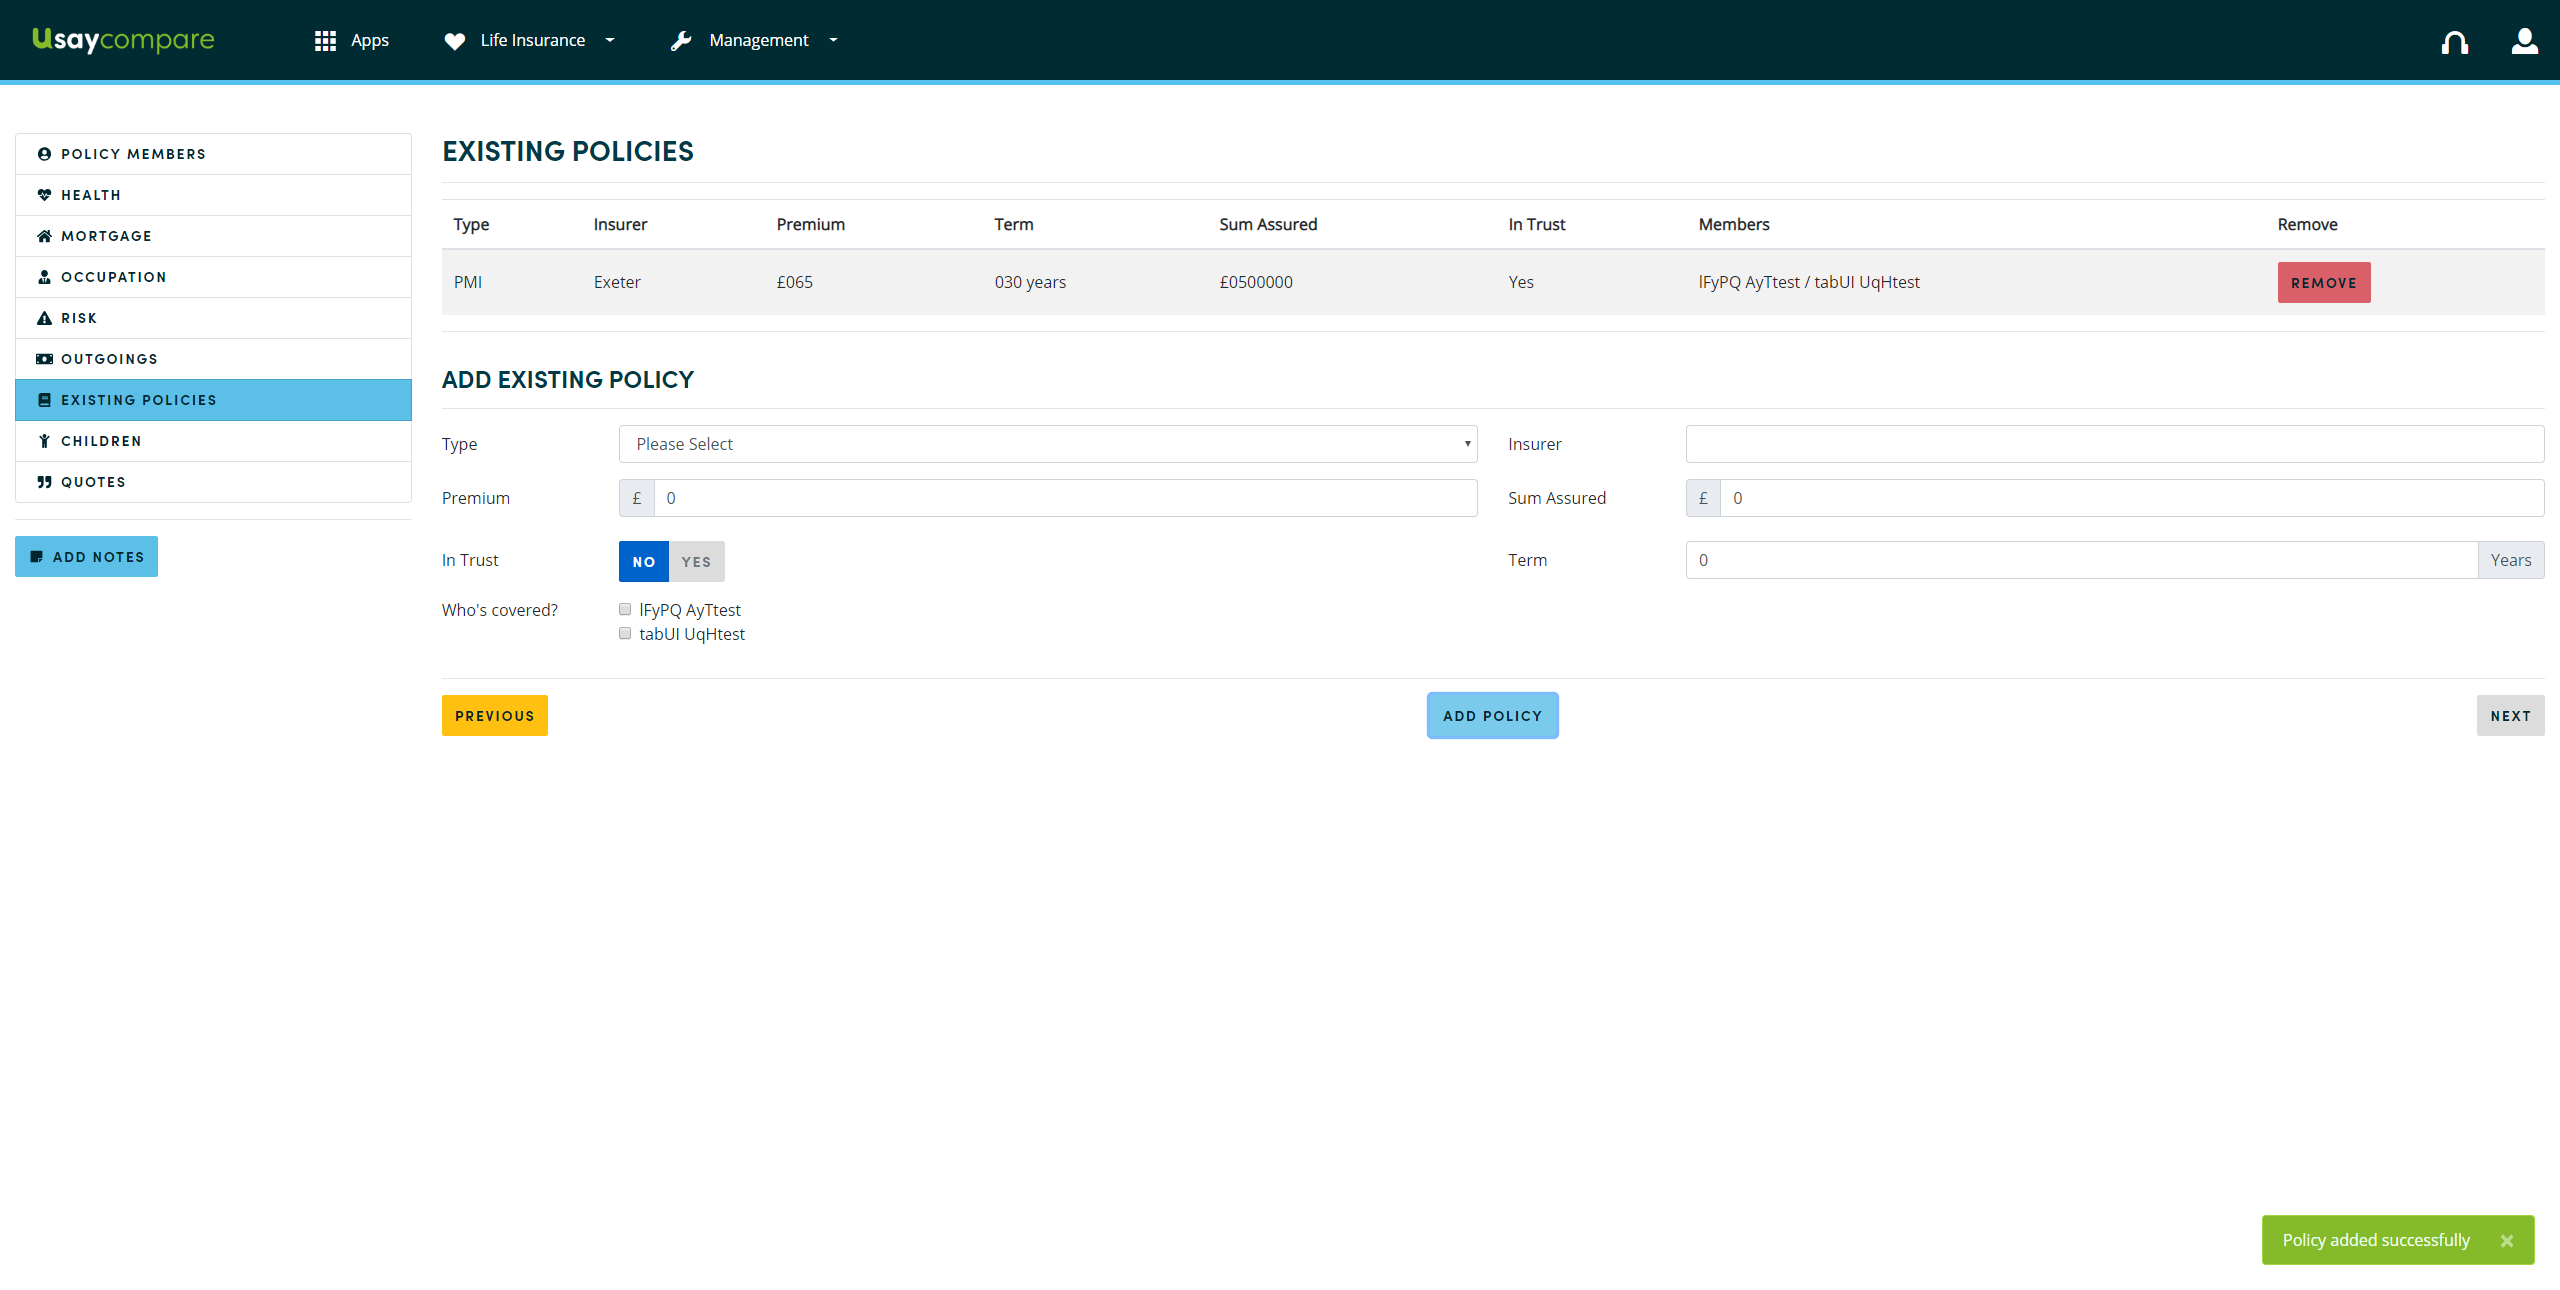 Usaycompare Apps Life Insurance Management
POLICY MEMBERS
HEALTH
MORTGAGE
OCCUPATION
RISK
OUTGOINGS
EXISTING POLICIES
CHILDREN
QUOTES
ADD NOTES
EXISTING POLICIES
Type Insurer Premium Term Sum Assured In Trust Members Remove
PMI Exeter £065 030 years £0500000 Yes lFyPQ AyTtest / tabUI UqHtest REMOVE
ADD EXISTING POLICY
Type Please Select Insurer
Premium £ 0 Sum Assured £ 0
In Trust NO YES Term 0 Years
Who's covered? lFyPQ AyTtest
tabUI UqHtest
PREVIOUS ADD POLICY NEXT
Policy added successfully ×